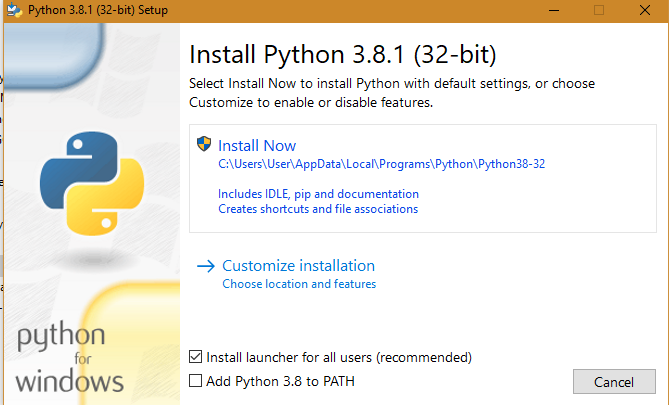 Python 3.8.1 (32-bit) Setup
Install Python 3.8.1 (32-bit)
Select Install Now to install Python with default settings, or choose
Customize to enable or disable features.
Install Now
C:\Users\User\AppData\Local\Programs\Python\Python38-32
Includes IDLE, pip and documentation
Creates shortcuts and file associations
Customize installation
Choose location and features
python
for
windows
Install launcher for all users (recommended)
Add Python 3.8 to PATH
Cancel